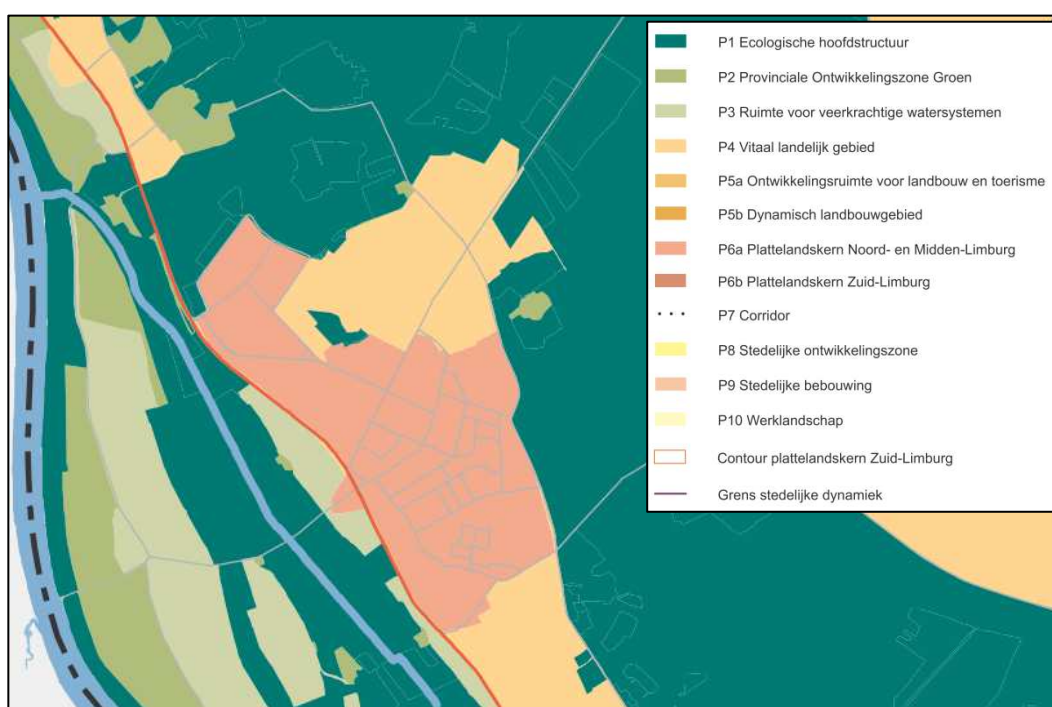 P1 Ecologische hoofdstructuur
P2 Provinciale Ontwikkelingszone Groen
P3 Ruimte voor veerkrachtige watersystemen
P4 Vitaal landelijk gebied
P5a Ontwikkelingsruimte voor landbouw en toerisme
P5b Dynamisch landbouwgebied
P6a Plattelandskern Noord- en Midden-Limburg
P6b Plattelandskern Zuid-Limburg
P7 Corridor
P8 Stedelijke ontwikkelingszone
P9 Stedelijke bebouwing
P10 Werklandschap
Contour plattelandskern Zuid-Limburg
Grens stedelijke dynamiek